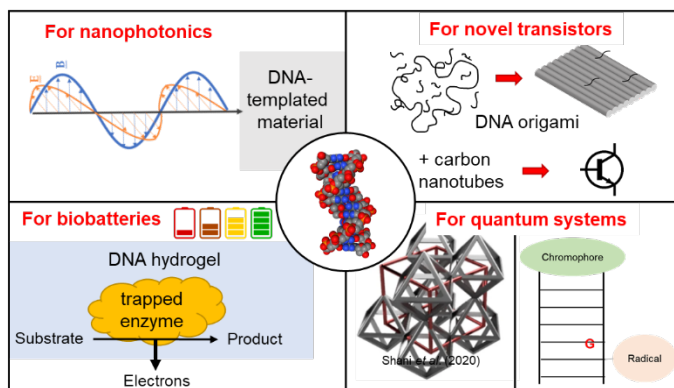 For nanophotonics
E
B
DNA-
templated
material
For novel transistors
DNA origami
+ carbon
nanotubes
For biobatteries
DNA hydrogel
trapped
enzyme
Substrate
Product
Electrons
For quantum systems
Shani et al. (2020)
Chromophore
G
Radical